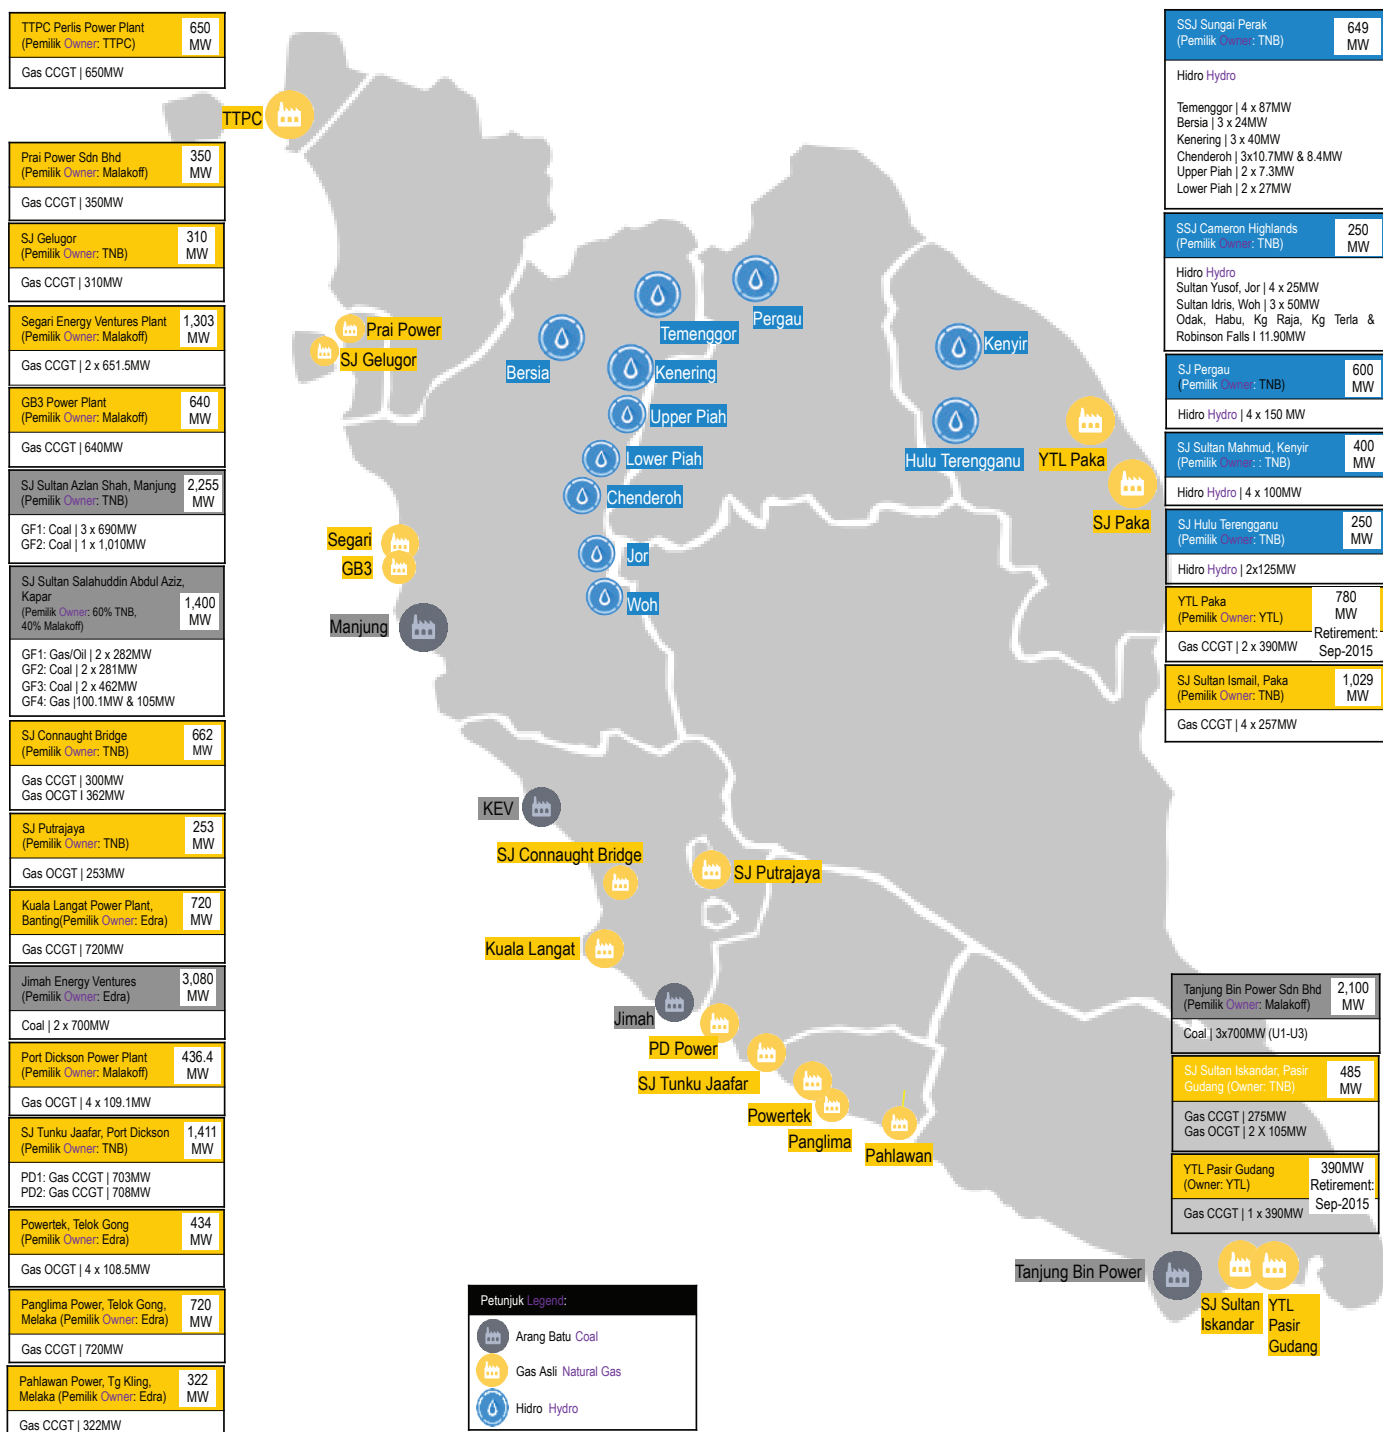 TTPC Perlis Power Plant
(Pemilik Owner: TTPC)
650
MW
Gas CCGT | 650MW
Prai Power Sdn Bhd
(Pemilik Owner: Malakoff)
350
MW
Gas CCGT | 350MW
SJ Gelugor
(Pemilik Owner: TNB)
310
MW
Gas CCGT | 310MW
Segari Energy Ventures Plant
(Pemilik Owner: Malakoff)
1,303
MW
Gas CCGT | 2 x 651.5MW
GB3 Power Plant
(Pemilik Owner: Malakoff)
640
MW
Gas CCGT | 640MW
SJ Sultan Azlan Shah, Manjung
(Pemilik Owner: TNB)
2,255
MW
GF1: Coal | 3 x 690MW
GF2: Coal | 1 x 1,010MW
SJ Sultan Salahuddin Abdul Aziz,
Kapar
(Pemilik Owner: 60% TNB,
40% Malakoff)
1,400
MW
GF1: Gas/Oil | 2 x 282MW
GF2: Coal | 2 x 281MW
GF3: Coal | 2 x 462MW
GF4: Gas |100.1MW & 105MW
SJ Connaught Bridge
(Pemilik Owner: TNB)
662
MW
Gas CCGT | 300MW
Gas OCGT I 362MW
SJ Putrajaya
(Pemilik Owner: TNB)
253
MW
Gas OCGT | 253MW
Kuala Langat Power Plant,
Banting(Pemilik Owner: Edra)
720
MW
Gas CCGT | 720MW
Jimah Energy Ventures
(Pemilik Owner: Edra)
3,080
MW
Coal | 2 x 700MW
Port Dickson Power Plant
(Pemilik Owner: Malakoff)
436.4
MW
Gas OCGT | 4 x 109.1MW
SJ Tunku Jaafar, Port Dickson
(Pemilik Owner: TNB)
1,411
MW
PD1: Gas CCGT | 703MW
PD2: Gas CCGT | 708MW
Powertek, Telok Gong
(Pemilik Owner: Edra)
434
MW
Gas OCGT | 4 x 108.5MW
Panglima Power, Telok Gong,
Melaka (Pemilik Owner: Edra)
720
MW
Gas CCGT | 720MW
Pahlawan Power, Tg Kling,
Melaka (Pemilik Owner: Edra)
322
MW
Gas CCGT | 322MW
TTPC
Prai Power
SJ Gelugor
Temenggor
Pergau
Bersia
Kenering
Kenyir
Upper Piah
Hulu Terengganu
YTL Paka
Lower Piah
Chenderoh
SJ Paka
Segari
GB3
Jor
Woh
Manjung
KEV
SJ Connaught Bridge
SJ Putrajaya
Kuala Langat
Jimah
PD Power
SJ Tunku Jaafar
Powertek
Panglima
Pahlawan
Tanjung Bin Power
SJ Sultan
Iskandar
YTL
Pasir
Gudang
Petunjuk Legend:
Arang Batu Coal
Gas Asli Natural Gas
Hidro Hydro
SSJ Sungai Perak
(Pemilik Owner: TNB)
649
MW
Hidro Hydro
Temenggor | 4 x 87MW
Bersia | 3 x 24MW
Kenering | 3 x 40MW
Chenderoh | 3x10.7MW & 8.4MW
Upper Piah | 2 x 7.3MW
Lower Piah | 2 x 27MW
SSJ Cameron Highlands
(Pemilik Owner: TNB)
250
MW
Hidro Hydro
Sultan Yusof, Jor | 4 x 25MW
Sultan Idris, Woh | 3 x 50MW
Odak, Habu, Kg Raja, Kg Terla &
Robinson Falls I 11.90MW
SJ Pergau
(Pemilik Owner: TNB)
600
MW
Hidro Hydro | 4 x 150 MW
SJ Sultan Mahmud, Kenyir
(Pemilik Owner: : TNB)
400
MW
Hidro Hydro | 4 x 100MW
SJ Hulu Terengganu
(Pemilik Owner: TNB)
250
MW
Hidro Hydro | 2x125MW
YTL Paka
(Pemilik Owner: YTL)
780
MW
Retirement:
Sep-2015
Gas CCGT | 2 x 390MW
SJ Sultan Ismail, Paka
(Pemilik Owner: TNB)
1,029
MW
Gas CCGT | 4 x 257MW
Tanjung Bin Power Sdn Bhd
(Pemilik Owner: Malakoff)
2,100
MW
Coal | 3x700MW (U1-U3)
SJ Sultan Iskandar, Pasir
Gudang (Owner: TNB)
485
MW
Gas CCGT | 275MW
Gas OCGT | 2 X 105MW
YTL Pasir Gudang
(Owner: YTL)
390MW
Retirement:
Sep-2015
Gas CCGT | 1 x 390MW